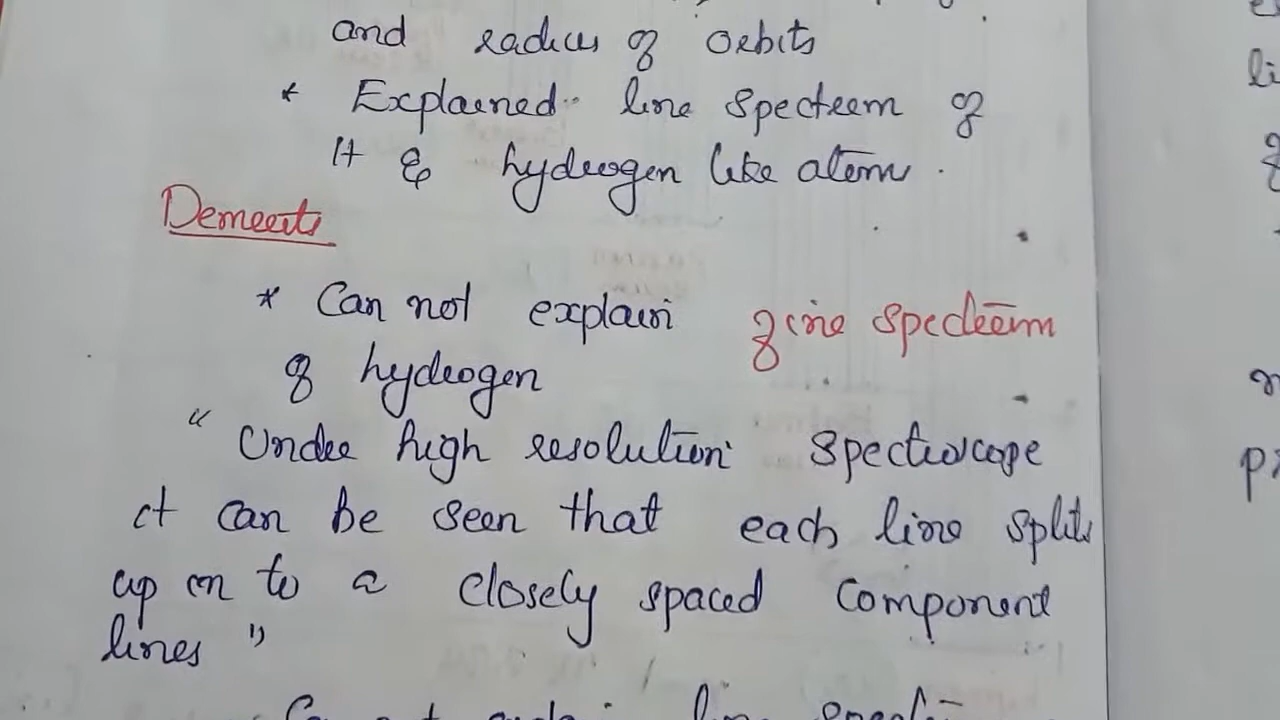 and radius of orbits
* Explained line spectrum of
H & hydrogen like atom.
Demerits
* Can not explain fine spectrum
of hydrogen
" Under high resolution spectroscope
it can be seen that each line splits
up in to a closely spaced component
lines "
line
li